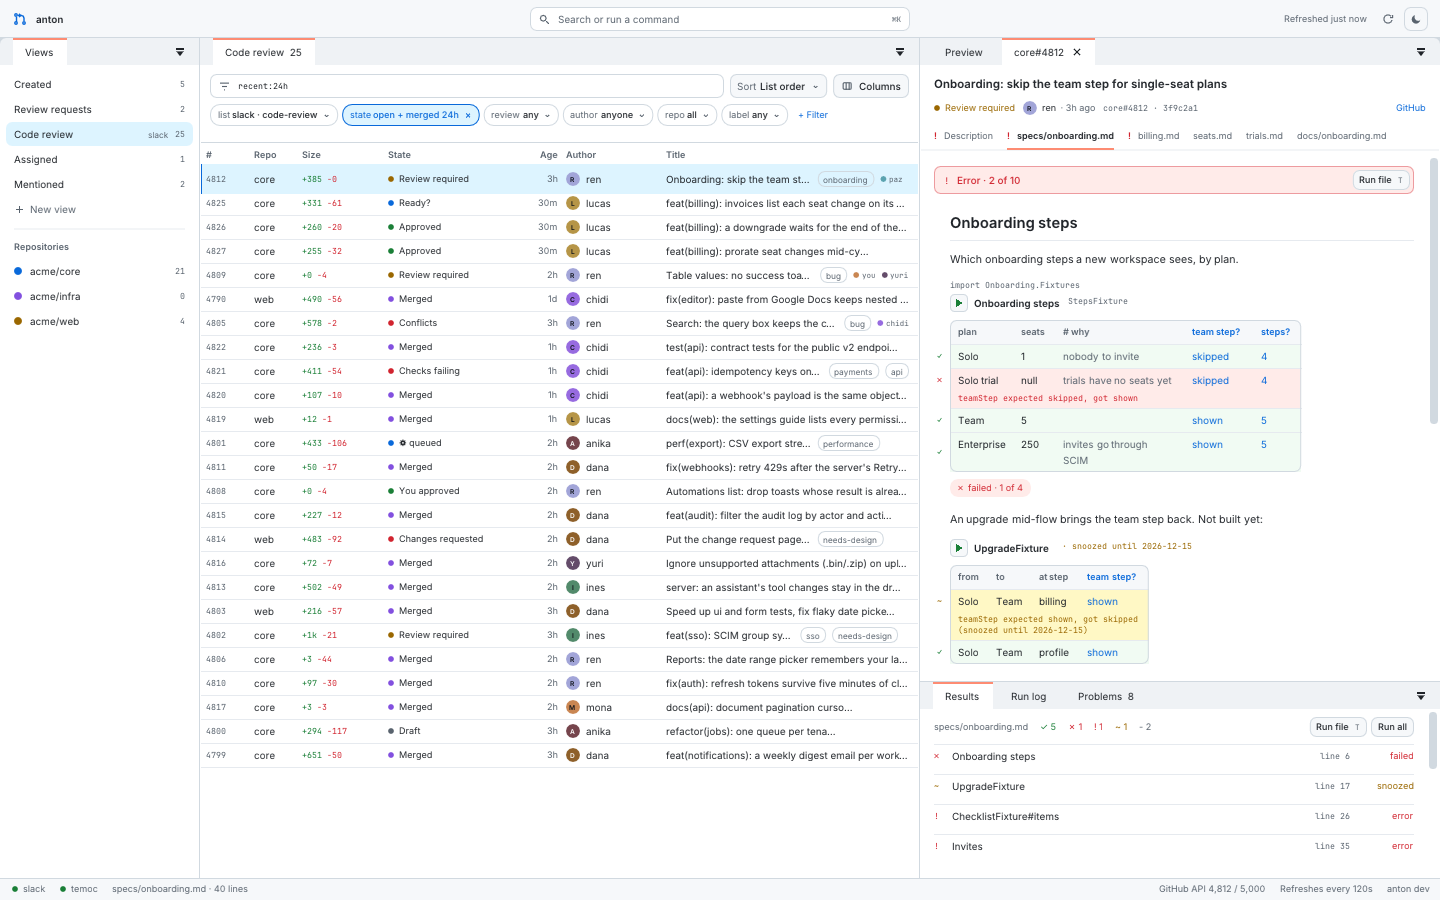 anton
Search or run a command
⌘K
Refreshed just now
Views
Created 5
Review requests 2
Code review slack 25
Assigned 1
Mentioned 2
+ New view
Repositories
acme/core 21
acme/infra 0
acme/web 4
Code review 25
recent:24h
Sort List order
Columns
list slack · code-review
state open + merged 24h ×
review any
author anyone
repo all
label any
+ Filter
# Repo Size State Age Author Title
4812 core +385 -0 Review required 3h R ren Onboarding: skip the team st... onboarding paz
4825 core +331 -61 Ready? 30m L lucas feat(billing): invoices list each seat change on its ...
4826 core +260 -20 Approved 30m L lucas feat(billing): a downgrade waits for the end of the...
4827 core +255 -32 Approved 30m L lucas feat(billing): prorate seat changes mid-cy...
4809 core +0 -4 Review required 2h R ren Table values: no success toa... bug you yuri
4790 web +490 -56 Merged 1d C chidi fix(editor): paste from Google Docs keeps nested ...
4805 core +578 -2 Conflicts 3h R ren Search: the query box keeps the c... bug chidi
4822 core +236 -3 Merged 1h C chidi test(api): contract tests for the public v2 endpoi...
4821 core +411 -54 Checks failing 1h C chidi feat(api): idempotency keys on... payments api
4820 core +107 -10 Merged 1h C chidi feat(api): a webhook's payload is the same object...
4819 web +12 -1 Merged 1h L lucas docs(web): the settings guide lists every permissi...
4801 core +433 -106 queued 2h A anika perf(export): CSV export stre... performance
4811 core +50 -17 Merged 2h D dana fix(webhooks): retry 429s after the server's Retry...
4808 core +0 -4 You approved 2h R ren Automations list: drop toasts whose result is alrea...
4815 core +227 -12 Merged 2h D dana feat(audit): filter the audit log by actor and acti...
4814 web +483 -92 Changes requested 2h D dana Put the change request page... needs-design
4816 core +72 -7 Merged 2h Y yuri Ignore unsupported attachments (.bin/.zip) on upl...
4813 core +502 -49 Merged 2h I ines server: an assistant's tool changes stay in the dr...
4803 web +216 -57 Merged 3h D dana Speed up ui and form tests, fix flaky date picke...
4802 core +1k -21 Review required 3h I ines feat(sso): SCIM group sy... sso needs-design
4806 core +3 -44 Merged 2h R ren Reports: the date range picker remembers your la...
4810 core +97 -30 Merged 2h R ren fix(auth): refresh tokens survive five minutes of cl...
4817 core +3 -3 Merged 2h M mona docs(api): document pagination curso...
4800 core +294 -117 Draft 3h A anika refactor(jobs): one queue per tena...
4799 core +651 -50 Merged 3h D dana feat(notifications): a weekly digest email per work...
Preview
core#4812 ×
Onboarding: skip the team step for single-seat plans
Review required R ren · 3h ago core#4812 · 3f9c2a1
GitHub
! Description ! specs/onboarding.md ! billing.md seats.md trials.md docs/onboarding.md
! Error · 2 of 10
Run file T
Onboarding steps
Which onboarding steps a new workspace sees, by plan.
import Onboarding.Fixtures
Onboarding steps StepsFixture
plan seats # why team step? steps?
✓ Solo 1 nobody to invite skipped 4
× Solo trial null trials have no seats yet skipped 4
teamStep expected skipped, got shown
✓ Team 5 shown 5
✓ Enterprise 250 invites go through SCIM shown 5
× failed · 1 of 4
An upgrade mid-flow brings the team step back. Not built yet:
UpgradeFixture · snoozed until 2026-12-15
from to at step team step?
~ Solo Team billing shown
teamStep expected shown, got skipped
(snoozed until 2026-12-15)
✓ Solo Team profile shown
Results
Run log
Problems 8
specs/onboarding.md ✓ 5 × 1 ! 1 ~ 1 - 2
Run file T
Run all
× Onboarding steps line 6 failed
~ UpgradeFixture line 17 snoozed
! ChecklistFixture#items line 26 error
! Invites line 35 error
slack
temoc
specs/onboarding.md · 40 lines
GitHub API 4,812 / 5,000
Refreshes every 120s
anton dev